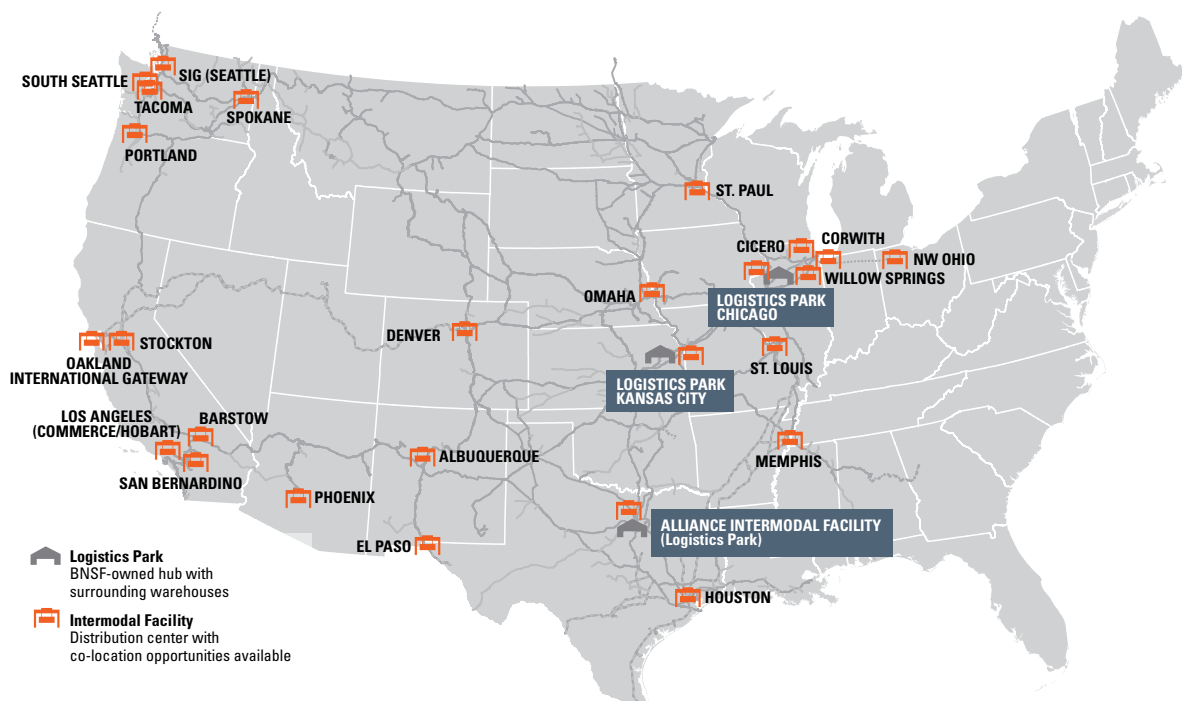 SIG (SEATTLE)
SOUTH SEATTLE
TACOMA
SPOKANE
PORTLAND
ST. PAUL
CICERO
CORWITH
NW OHIO
WILLOW SPRINGS
OMAHA
LOGISTICS PARK
CHICAGO
DENVER
STOCKTON
OAKLAND
INTERNATIONAL GATEWAY
ST. LOUIS
LOGISTICS PARK
KANSAS CITY
LOS ANGELES
(COMMERCE/HOBART)
BARSTOW
SAN BERNARDINO
ALBUQUERQUE
MEMPHIS
PHOENIX
ALLIANCE INTERMODAL FACILITY
(Logistics Park)
EL PASO
HOUSTON
Logistics Park
BNSF-owned hub with
surrounding warehouses
Intermodal Facility
Distribution center with
co-location opportunities available